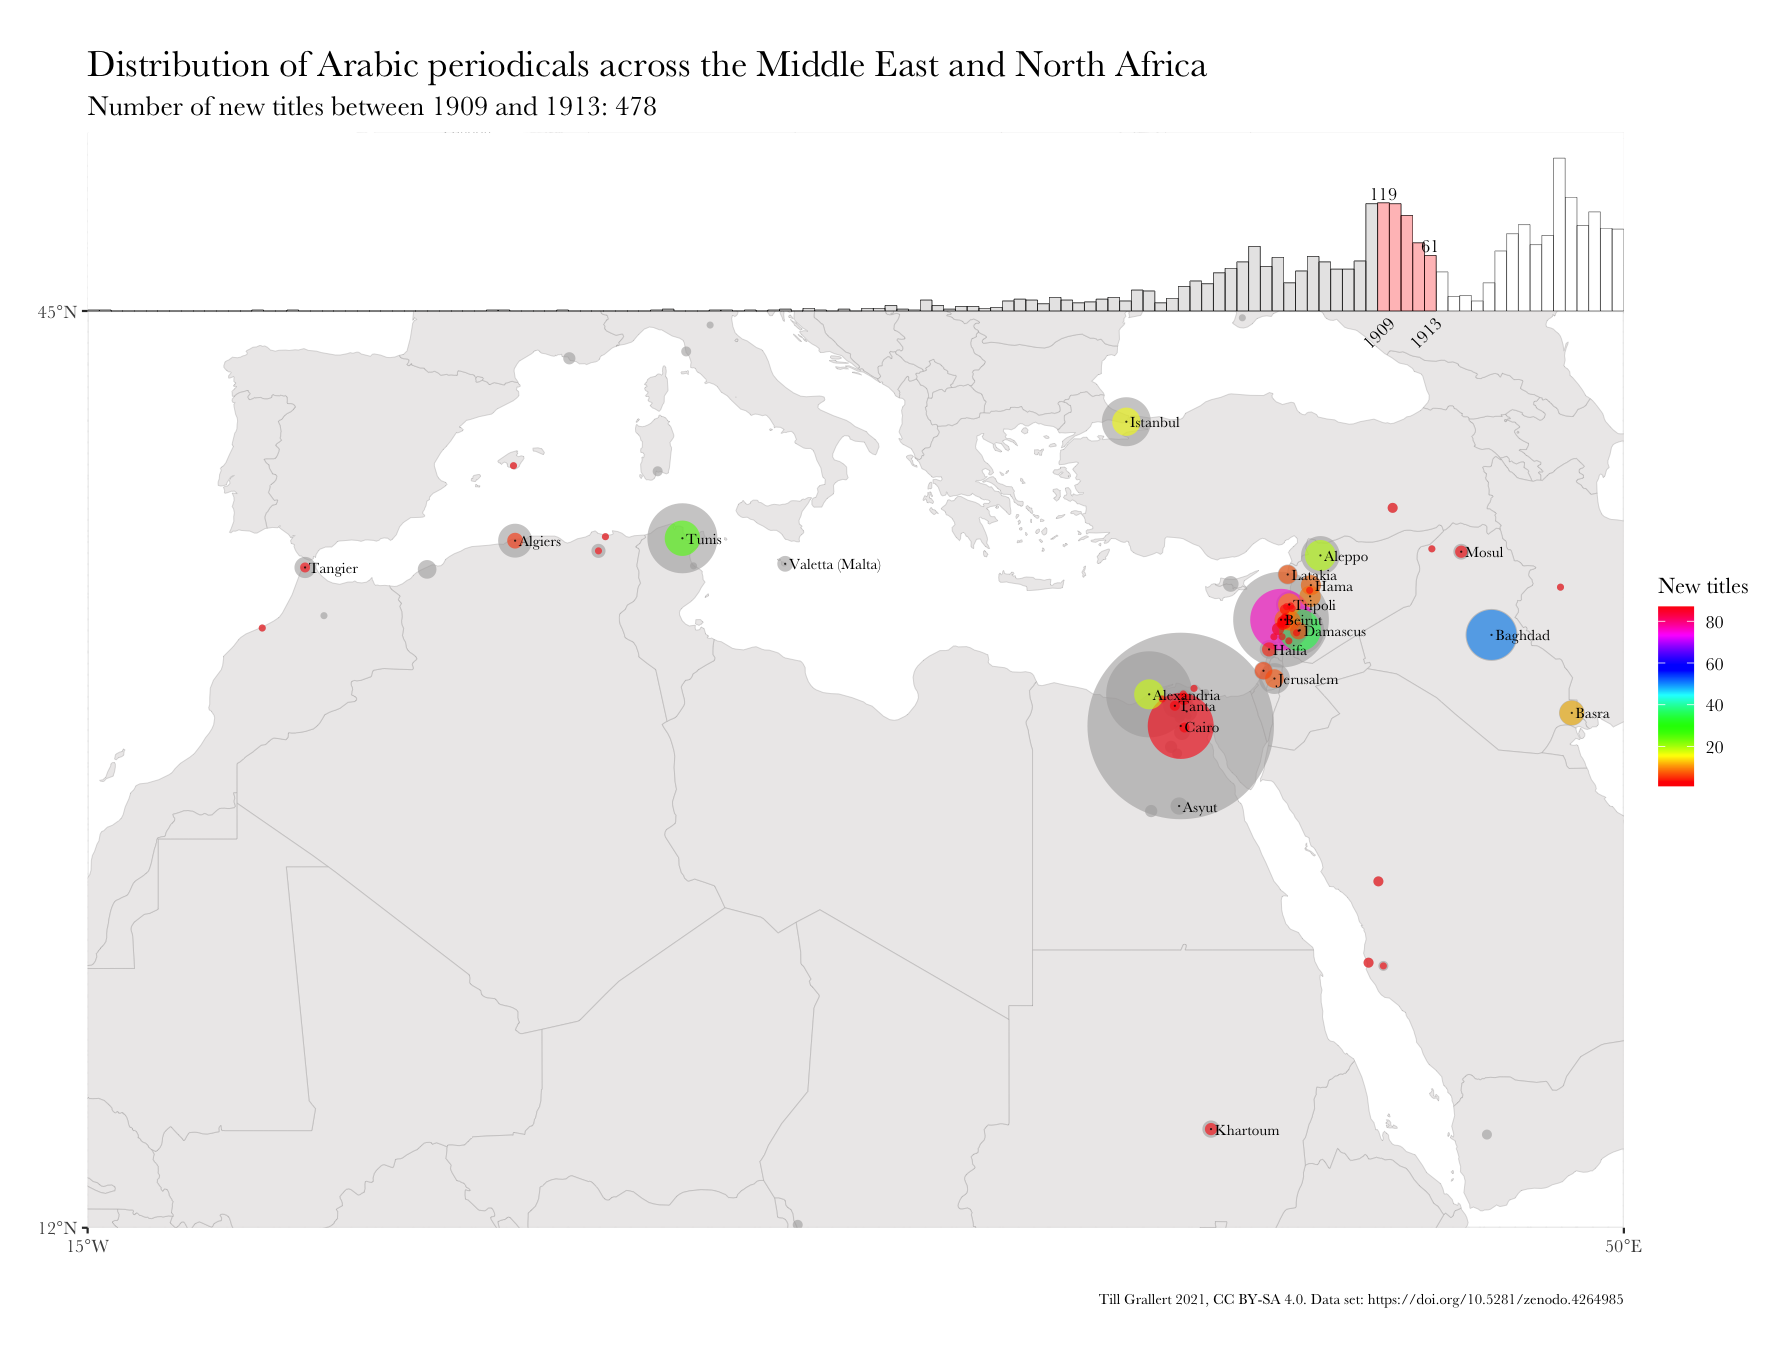 Distribution of Arabic periodicals across the Middle East and North Africa
Number of new titles between 1909 and 1913: 478
119
61
45°N
1909
1913
Istanbul
Algiers
Tunis
Aleppo
Mosul
Tangier
Valetta (Malta)
Latakia
Hama
New titles
Tripoli
Beirut
80
Damascus
Baghdad
Haifa
60
Jerusalem
Alexandria
40
Tanta
Basra
Cairo
20
Asyut
Khartoum
12°N
15°W
50°E
Till Grallert 2021, CC BY-SA 4.0. Data set: https://doi.org/10.5281/zenodo.4264985